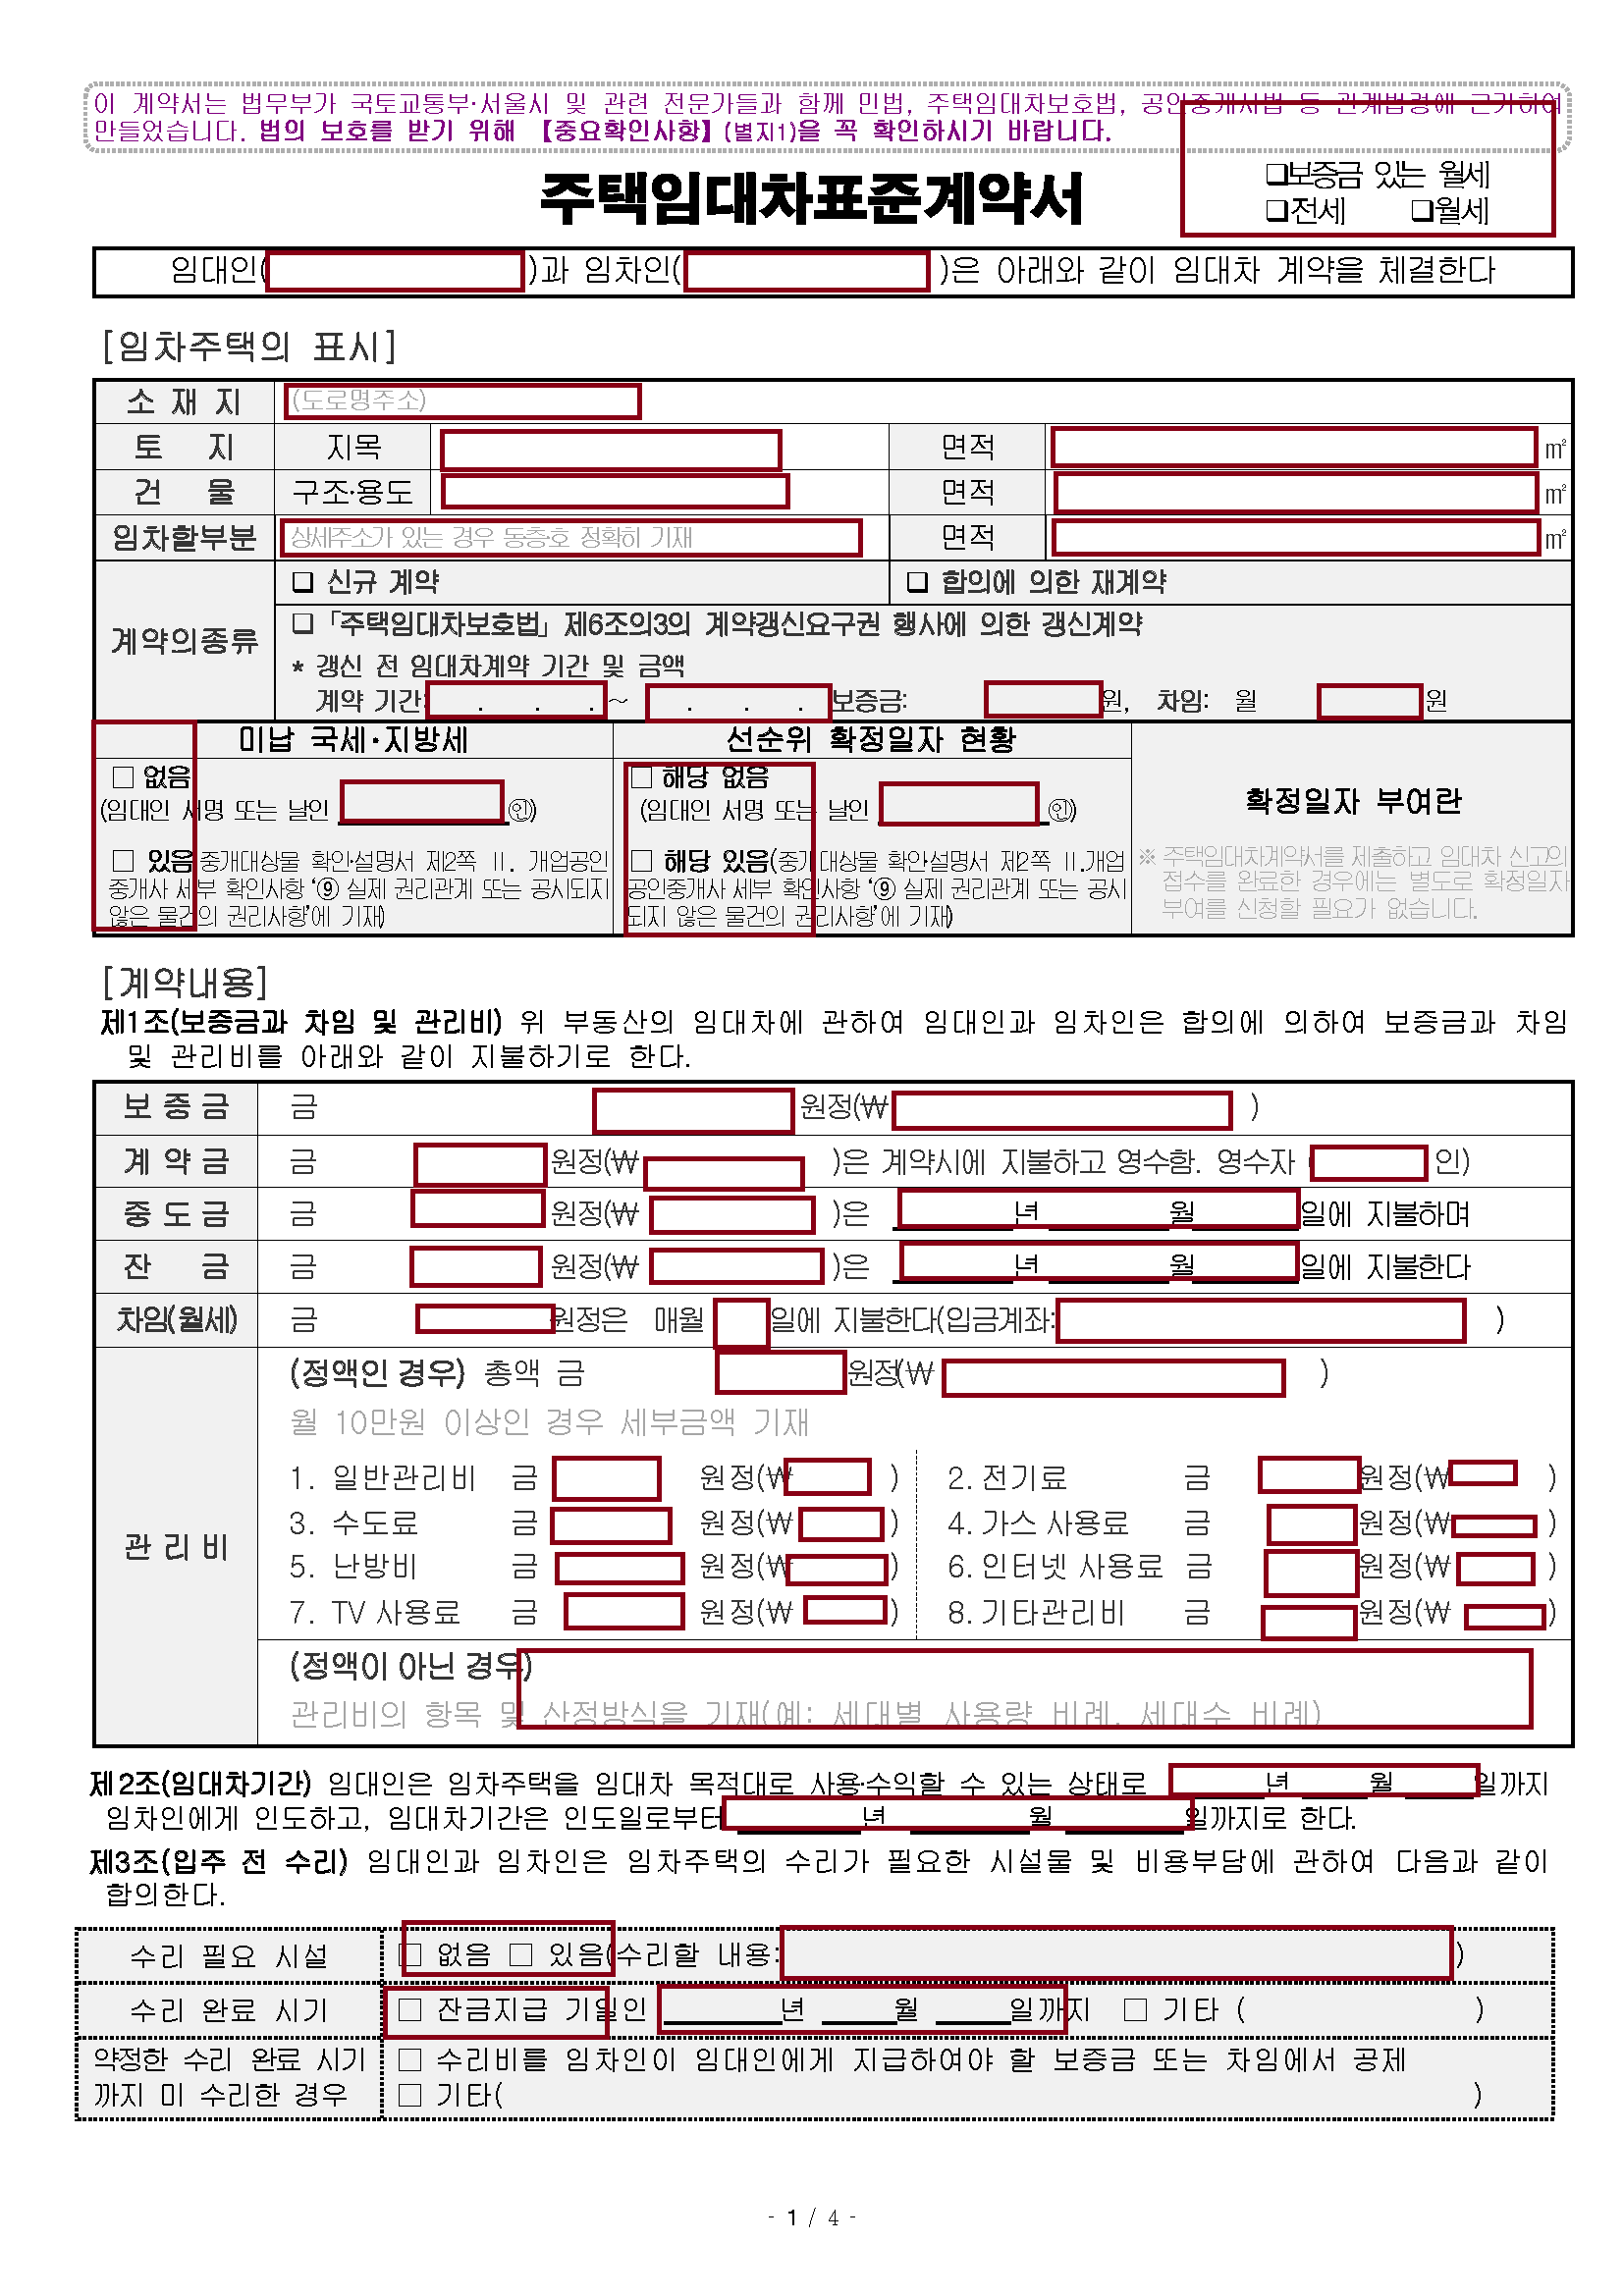 이 계약서는 법무부가 국토교통부·서울시 및 관련 전문가들과 함께 민법, 주택임대차보호법, 공인중개사법 등 관계법령에 근거하여
만들었습니다. 법의 보호를 받기 위해 【중요확인사항】(별지1)을 꼭 확인하시기 바랍니다.
주택임대차표준계약서
❑보증금 있는 월세
❑전세 ❑월세
임대인( )과 임차인( )은 아래와 같이 임대차 계약을 체결한다
[임차주택의 표시]
소 재 지 (도로명주소)
토 지 지목 면적 ㎡
건 물 구조·용도 면적 ㎡
임차할부분 상세주소가 있는 경우 동·층·호 정확히 기재 면적 ㎡
계약의종류
❑ 신규 계약 ❑ 합의에 의한 재계약
❑「주택임대차보호법」제6조의3의 계약갱신요구권 행사에 의한 갱신계약
* 갱신 전 임대차계약 기간 및 금액
계약 기간: . . . ~ . . . 보증금: 원, 차임: 월 원
미납 국세·지방세 선순위 확정일자 현황
확정일자 부여란
□ 없음
(임대인 서명 또는 날인 ㊞)
□ 있음(중개대상물 확인·설명서 제2쪽 Ⅱ. 개업공인
중개사 세부 확인사항 ‘⑨ 실제 권리관계 또는 공시되지
않은 물건의 권리사항’에 기재)
□ 해당 없음
(임대인 서명 또는 날인 ㊞)
□ 해당 있음(중개대상물 확인·설명서 제2쪽 Ⅱ.개업
공인중개사 세부 확인사항 ‘⑨ 실제 권리관계 또는 공시
되지 않은 물건의 권리사항’에 기재)
※ 주택임대차계약서를 제출하고 임대차 신고의
접수를 완료한 경우에는 별도로 확정일자
부여를 신청할 필요가 없습니다.
[계약내용]
제1조(보증금과 차임 및 관리비) 위 부동산의 임대차에 관하여 임대인과 임차인은 합의에 의하여 보증금과 차임
및 관리비를 아래와 같이 지불하기로 한다.
보 증 금 금 원정(₩ )
계 약 금 금 원정(₩ )은 계약시에 지불하고 영수함. 영수자 ( 인)
중 도 금 금 원정(₩ )은 년 월 일에 지불하며
잔 금 금 원정(₩ )은 년 월 일에 지불한다
차임(월세) 금 원정은 매월 일에 지불한다(입금계좌: )
관 리 비
(정액인 경우) 총액 금 원정(₩ )
월 10만원 이상인 경우 세부금액 기재
1. 일반관리비 금 원정(₩ ) 2. 전기료 금 원정(₩ )
3. 수도료 금 원정(₩ ) 4. 가스 사용료 금 원정(₩ )
5. 난방비 금 원정(₩ ) 6. 인터넷 사용료 금 원정(₩ )
7. TV 사용료 금 원정(₩ ) 8. 기타관리비 금 원정(₩ )
(정액이 아닌 경우)
관리비의 항목 및 산정방식을 기재(예: 세대별 사용량 비례, 세대수 비례)
제2조(임대차기간) 임대인은 임차주택을 임대차 목적대로 사용·수익할 수 있는 상태로 년 월 일까지
임차인에게 인도하고, 임대차기간은 인도일로부터 년 월 일까지로 한다.
제3조(입주 전 수리) 임대인과 임차인은 임차주택의 수리가 필요한 시설물 및 비용부담에 관하여 다음과 같이
합의한다.
수리 필요 시설 □ 없음 □ 있음(수리할 내용: )
수리 완료 시기 □ 잔금지급 기일인 년 월 일까지 □ 기타 ( )
약정한 수리 완료 시기
까지 미 수리한 경우
□ 수리비를 임차인이 임대인에게 지급하여야 할 보증금 또는 차임에서 공제
□ 기타( )
- 1 / 4 -